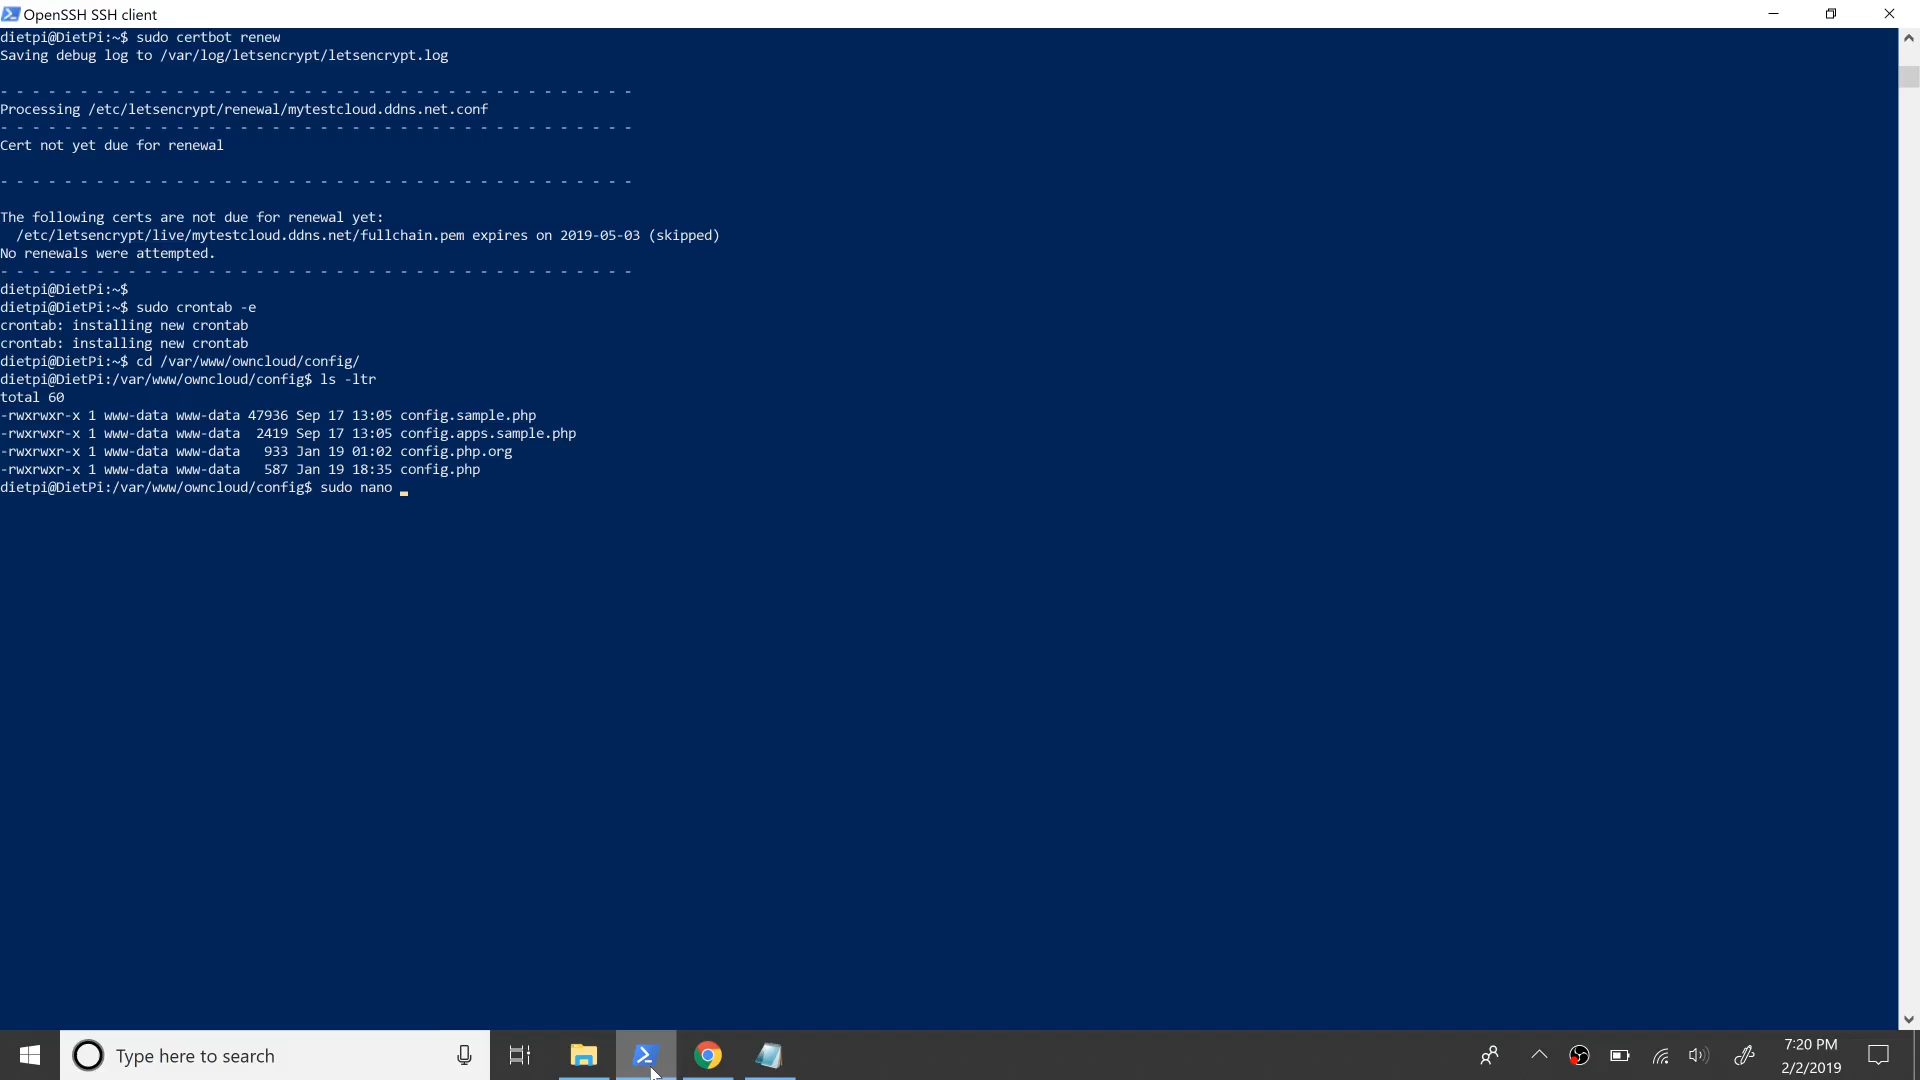 OpenSSH SSH client
dietpi@DietPi:~$ sudo certbot renew
Saving debug log to /var/log/letsencrypt/letsencrypt.log
- - - - - - - - - - - - - - - - - - - - - - - - - - - - - - - - - - - - - - - -
Processing /etc/letsencrypt/renewal/mytestcloud.ddns.net.conf
- - - - - - - - - - - - - - - - - - - - - - - - - - - - - - - - - - - - - - - -
Cert not yet due for renewal
- - - - - - - - - - - - - - - - - - - - - - - - - - - - - - - - - - - - - - - -
The following certs are not due for renewal yet:
  /etc/letsencrypt/live/mytestcloud.ddns.net/fullchain.pem expires on 2019-05-03 (skipped)
No renewals were attempted.
- - - - - - - - - - - - - - - - - - - - - - - - - - - - - - - - - - - - - - - -
dietpi@DietPi:~$
dietpi@DietPi:~$ sudo crontab -e
crontab: installing new crontab
crontab: installing new crontab
dietpi@DietPi:~$ cd /var/www/owncloud/config/
dietpi@DietPi:/var/www/owncloud/config$ ls -ltr
total 60
-rwxrwxr-x 1 www-data www-data 47936 Sep 17 13:05 config.sample.php
-rwxrwxr-x 1 www-data www-data  2419 Sep 17 13:05 config.apps.sample.php
-rwxrwxr-x 1 www-data www-data   933 Jan 19 01:02 config.php.org
-rwxrwxr-x 1 www-data www-data   587 Jan 19 18:35 config.php
dietpi@DietPi:/var/www/owncloud/config$ sudo nano
Type here to search
7:20 PM
2/2/2019